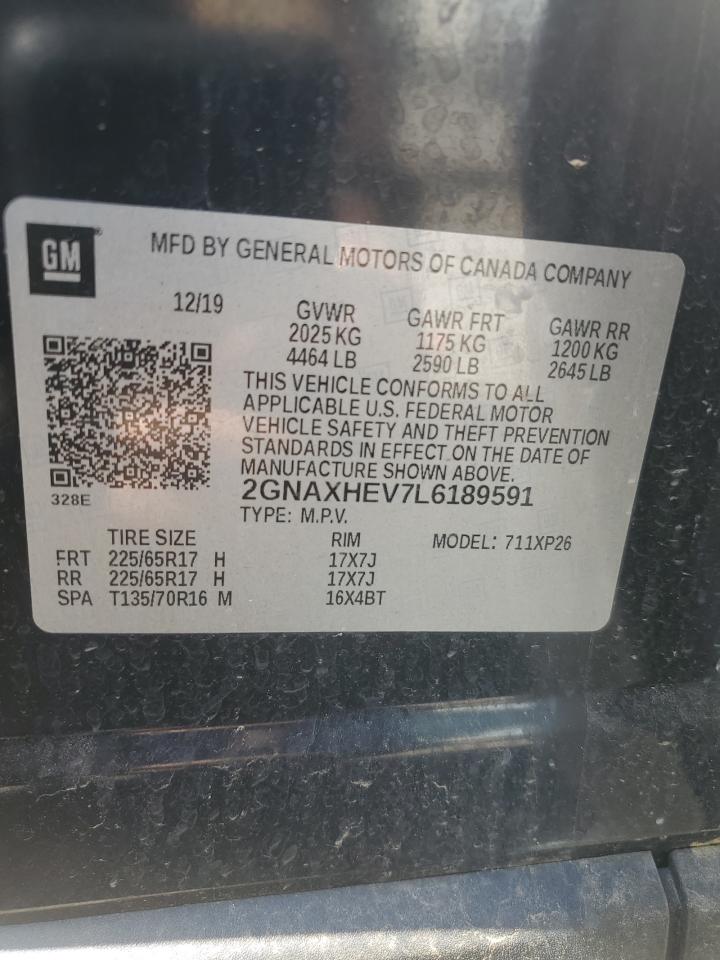 GM
MFD BY GENERAL MOTORS OF CANADA COMPANY
12/19
GVWR GAWR FRT GAWR RR
2025 KG 1175 KG 1200 KG
4464 LB 2590 LB 2645 LB
THIS VEHICLE CONFORMS TO ALL
APPLICABLE U.S. FEDERAL MOTOR
VEHICLE SAFETY AND THEFT PREVENTION
STANDARDS IN EFFECT ON THE DATE OF
MANUFACTURE SHOWN ABOVE.
328E
2GNAXHEV7L6189591
TYPE: M.P.V.
TIRE SIZE RIM MODEL: 711XP26
FRT 225/65R17 H 17X7J
RR 225/65R17 H 17X7J
SPA T135/70R16 M 16X4BT